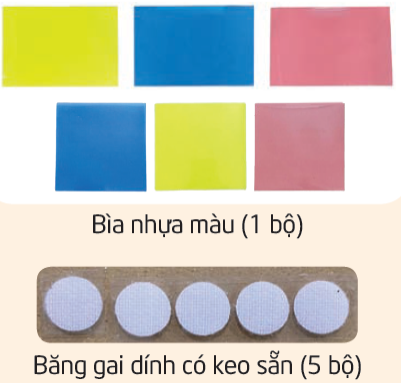 Bìa nhựa màu (1 bộ)
Băng gai dính có keo sẵn (5 bộ)